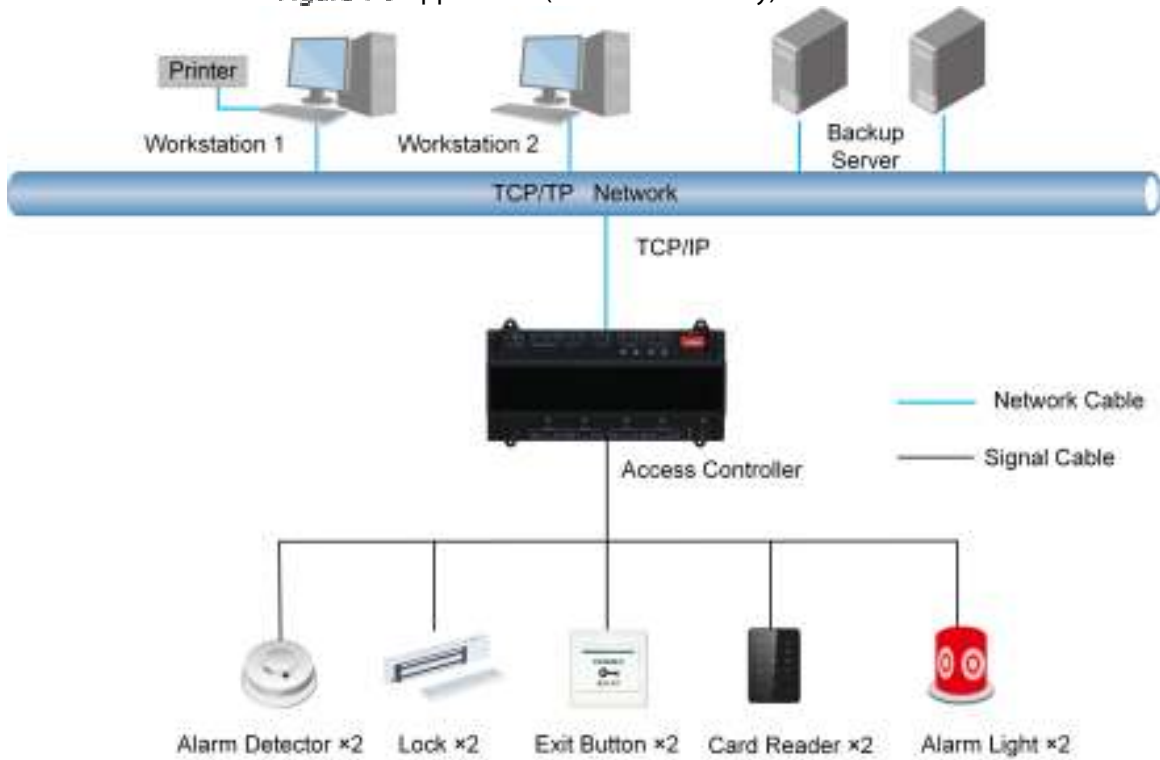 Printer
Workstation 1
Workstation 2
Backup
Server
TCP/TP Network
TCP/IP
Access Controller
Network Cable
Signal Cable
Alarm Detector ×2
Lock ×2
Exit Button ×2
Card Reader ×2
Alarm Light ×2